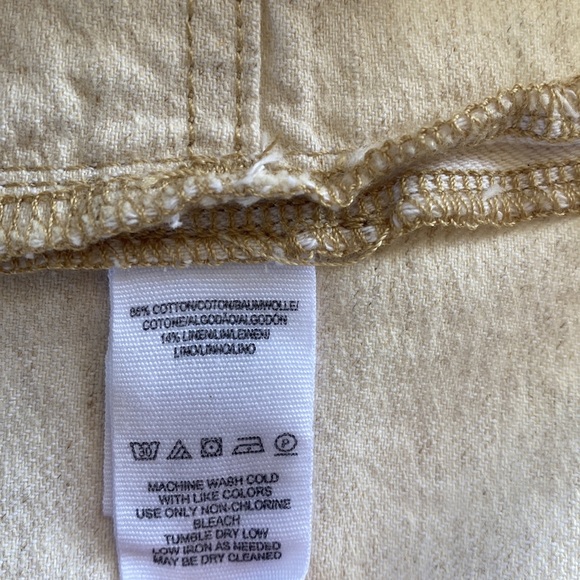 86% COTTON/COTON/BAUMWOLLE/
COTONE/ALGODÃO/ALGODÓN
14% LINEN/LIN/LEINEN/
LINO/LINHO/LINO
30 P
MACHINE WASH COLD
WITH LIKE COLORS
USE ONLY NON-CHLORINE
BLEACH
TUMBLE DRY LOW
LOW IRON AS NEEDED
MAY BE DRY CLEANED